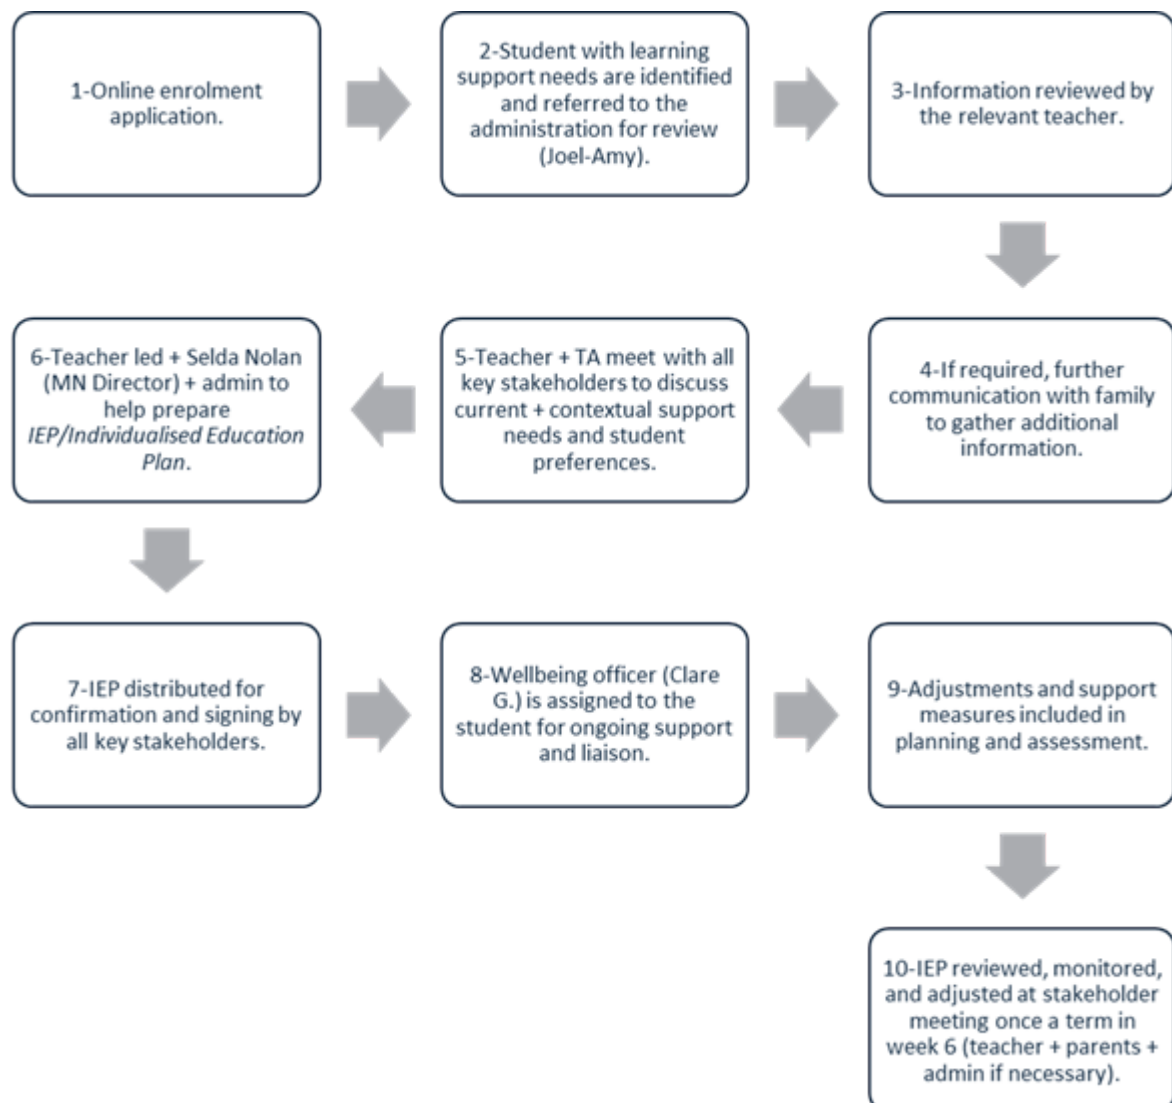 1-Online enrolment
application.
2-Student with learning
support needs are identified
and referred to the
administration for review
(Joel-Amy).
3-Information reviewed by
the relevant teacher.
4-If required, further
communication with family
to gather additional
information.
5-Teacher + TA meet with all
key stakeholders to discuss
current + contextual support
needs and student
preferences.
6-Teacher led + Selda Nolan
(MN Director) + admin to
help prepare
IEP/Individualised Education
Plan.
7-IEP distributed for
confirmation and signing by
all key stakeholders.
8-Wellbeing officer (Clare
G.) is assigned to the
student for ongoing support
and liaison.
9-Adjustments and support
measures included in
planning and assessment.
10-IEP reviewed, monitored,
and adjusted at stakeholder
meeting once a term in
week 6 (teacher + parents +
admin if necessary).